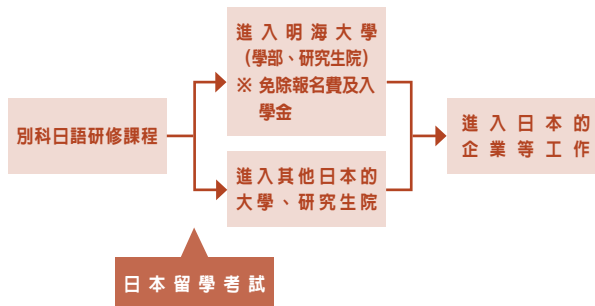 別科日語研修課程
進入明海大學
(學部、研究生院)
※ 免除報名費及入
學金
進入其他日本的
大學、研究生院
進入日本的
企業等工作
日本留學考試